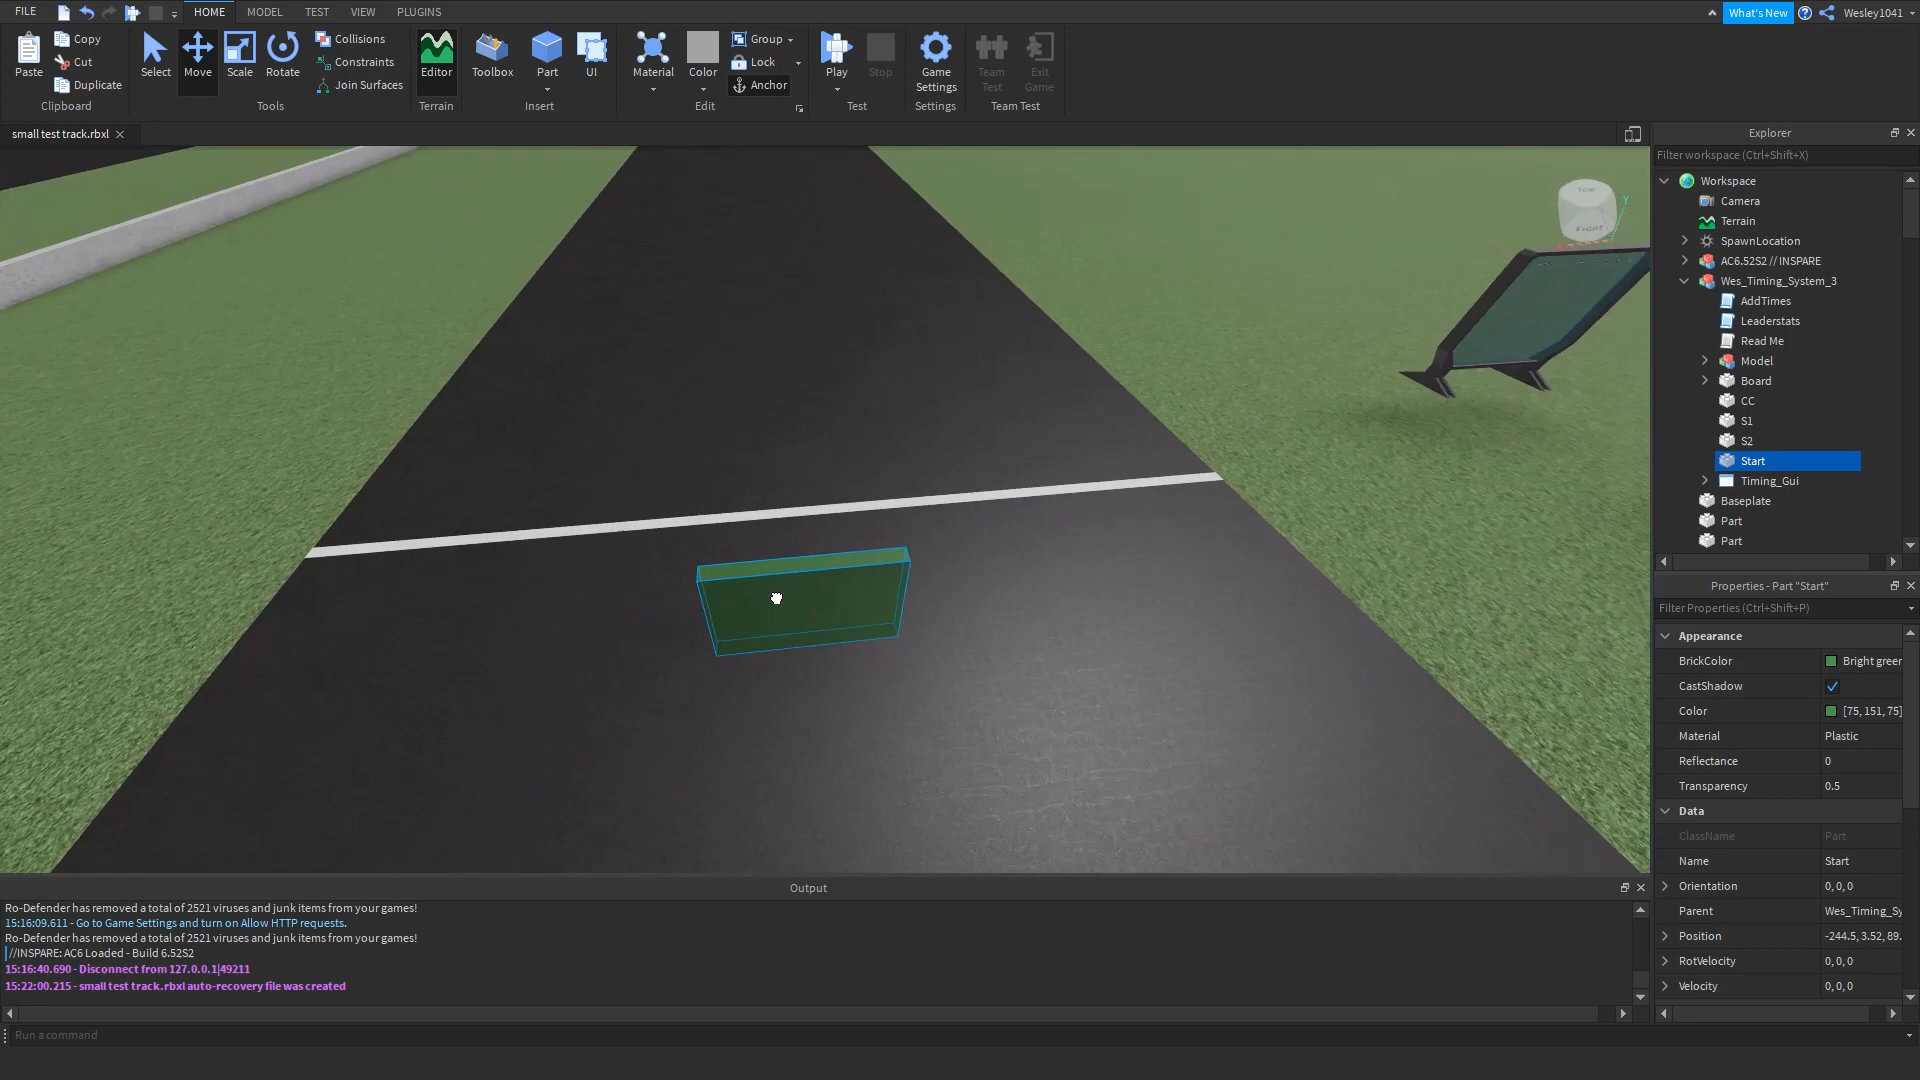 FILE
HOME
MODEL
TEST
VIEW
PLUGINS
What's New
Wesley1041
Paste
Copy
Cut
Duplicate
Clipboard
Select
Move
Scale
Rotate
Collisions
Constraints
Join Surfaces
Tools
Editor
Terrain
Toolbox
Part
UI
Insert
Material
Color
Group
Lock
Anchor
Edit
Play
Stop
Test
Game
Settings
Settings
Team
Test
Exit
Game
Team Test
small test track.rbxl
Explorer
Filter workspace (Ctrl+Shift+X)
Workspace
Camera
Terrain
SpawnLocation
AC6.52S2 // INSPARE
Wes_Timing_System_3
AddTimes
Leaderstats
Read Me
Model
Board
CC
S1
S2
Start
Timing_Gui
Baseplate
Part
Part
Top
Front
Y
Properties - Part "Start"
Filter Properties (Ctrl+Shift+P)
Appearance
BrickColor Bright green
CastShadow
Color [75, 151, 75]
Material Plastic
Reflectance 0
Transparency 0.5
Data
ClassName Part
Name Start
Orientation 0, 0, 0
Parent Wes_Timing_Sy
Position -244.5, 3.52, 89.
RotVelocity 0, 0, 0
Velocity 0, 0, 0
Output
Ro-Defender has removed a total of 2521 viruses and junk items from your games!
15:16:09.611 - Go to Game Settings and turn on Allow HTTP requests.
Ro-Defender has removed a total of 2521 viruses and junk items from your games!
//INSPARE: AC6 Loaded - Build 6.52S2
15:16:40.690 - Disconnect from 127.0.0.1|49211
15:22:00.215 - small test track.rbxl auto-recovery file was created
Run a command